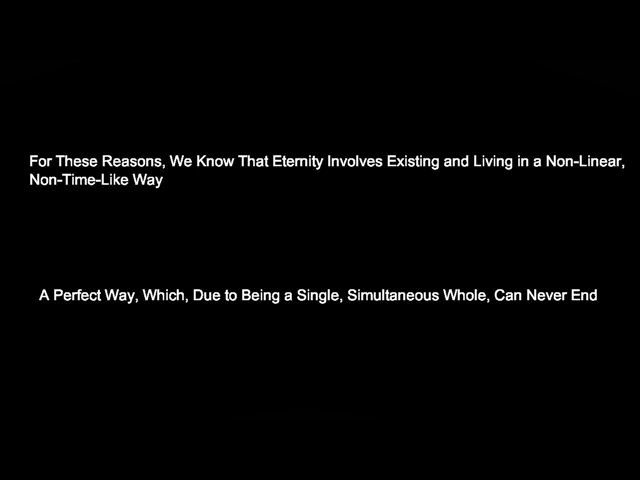 For These Reasons, We Know That Eternity Involves Existing and Living in a Non-Linear,
Non-Time-Like Way
A Perfect Way, Which, Due to Being a Single, Simultaneous Whole, Can Never End